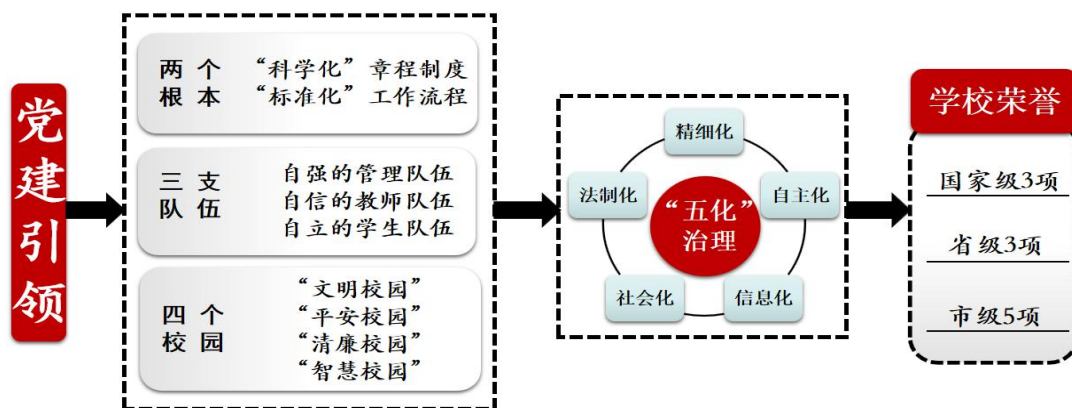 党建引领
两个 “科学化”章程制度
根本 “标准化”工作流程
三支
队伍
自强的管理队伍
自信的教师队伍
自立的学生队伍
四个
校园
“文明校园”
“平安校园”
“清廉校园”
“智慧校园”
精细化
法制化
自主化
“五化”
治理
社会化
信息化
学校荣誉
国家级3项
省级3项
市级5项